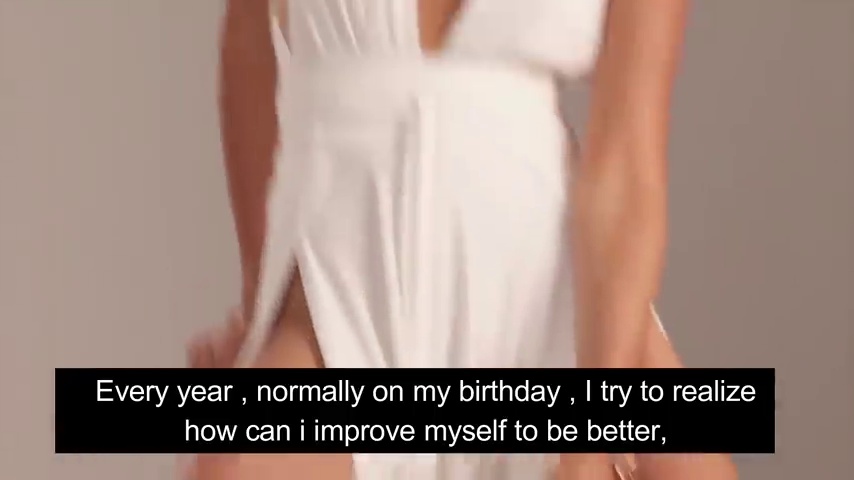 Every year , normally on my birthday , I try to realize
how can i improve myself to be better,